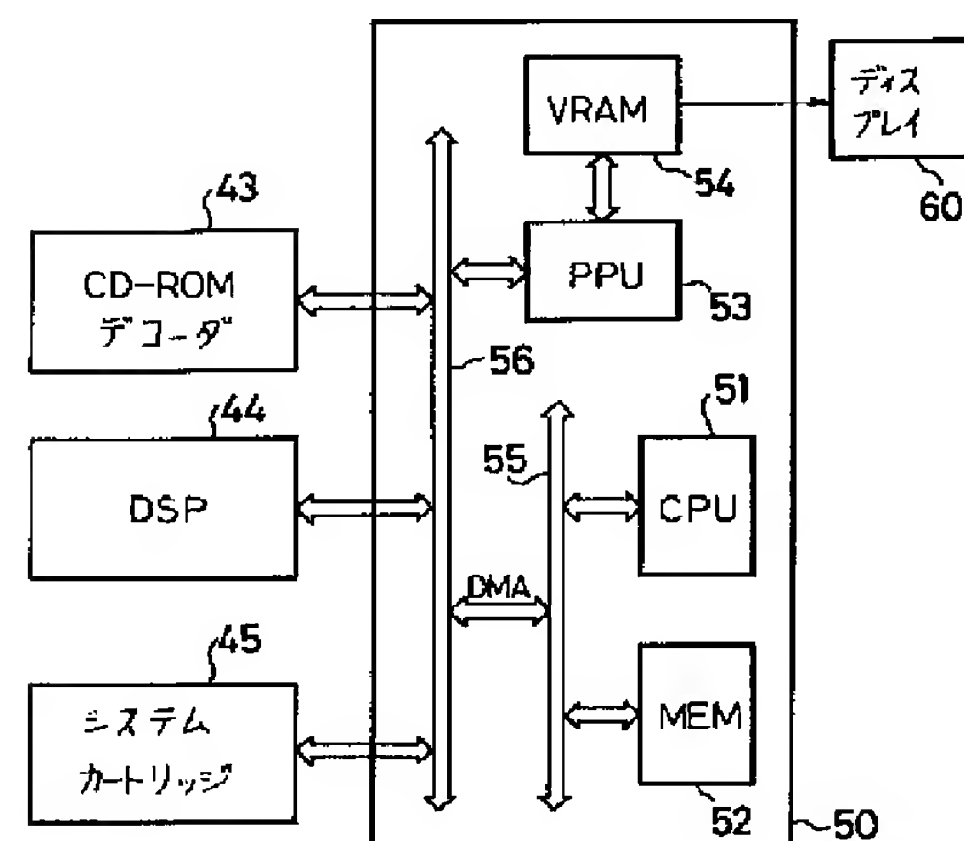 VRAM
54
ディス
プレイ
60
43
CD-ROM
デコーダ
PPU
53
56
44
DSP
55
51
CPU
DMA
45
システム
カートリッジ
MEM
52
50